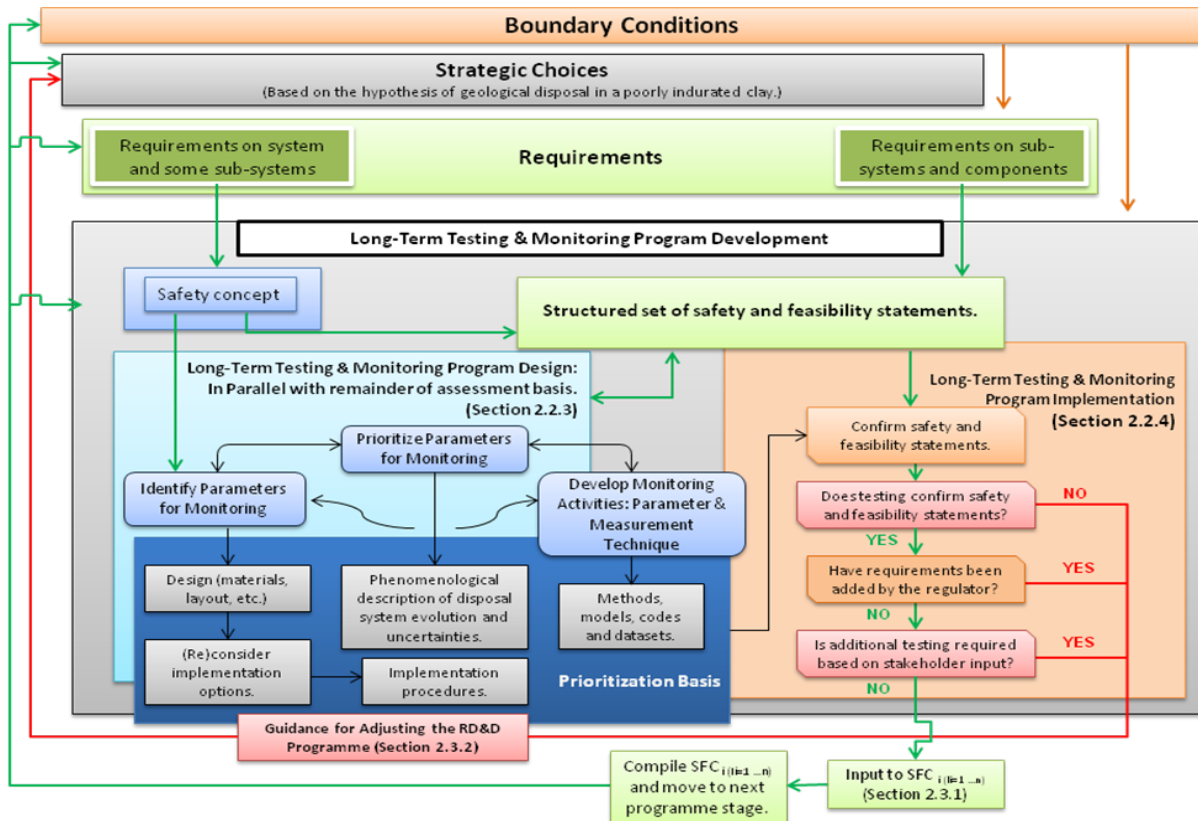 Boundary Conditions
Strategic Choices
(Based on the hypothesis of geological disposal in a poorly indurated clay.)
Requirements on system
and some sub-systems
Requirements
Requirements on sub-
systems and components
Long-Term Testing & Monitoring Program Development
Safety concept
Structured set of safety and feasibility statements.
Long-Term Testing & Monitoring Program Design:
In Parallel with remainder of assessment basis.
(Section 2.2.3)
Prioritize Parameters
for Monitoring
Identify Parameters
for Monitoring
Develop Monitoring
Activities: Parameter &
Measurement
Technique
Design (materials,
layout, etc.)
Phenomenological
description of disposal
system evolution and
uncertainties.
Methods,
models, codes
and datasets.
(Re)consider
implementation
options.
Implementation
procedures.
Prioritization Basis
Long-Term Testing & Monitoring
Program Implementation
(Section 2.2.4)
Confirm safety and
feasibility statements.
Does testing confirm safety
and feasibility statements?
NO
YES
Have requirements been
added by the regulator?
YES
NO
Is additional testing required
based on stakeholder input?
YES
NO
Guidance for Adjusting the RD&D
Programme (Section 2.3.2)
Compile SFC i (i=1 ...n)
and move to next
programme stage.
Input to SFC i (i=1 ...n)
(Section 2.3.1)